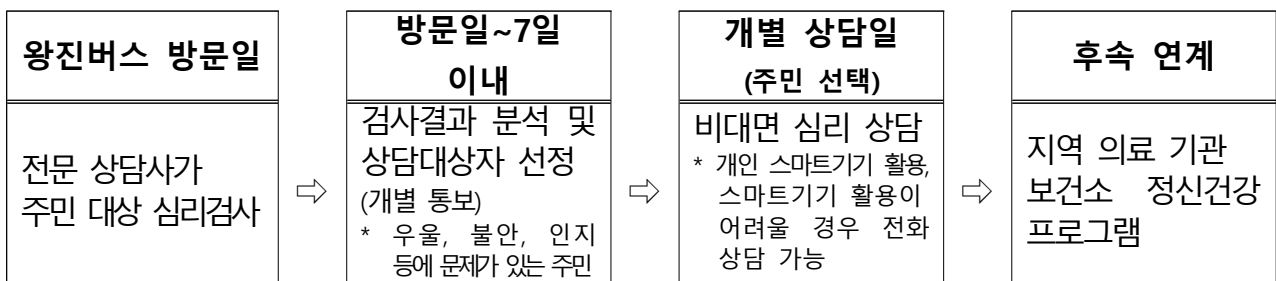 왕진버스 방문일
전문 상담사가
주민 대상 심리검사
⇨
방문일~7일
이내
검사결과 분석 및
상담대상자 선정
(개별 통보)
* 우울, 불안, 인지
등에 문제가 있는 주민
⇨
개별 상담일
(주민 선택)
비대면 심리 상담
* 개인 스마트기기 활용,
스마트기기 활용이
어려울 경우 전화
상담 가능
⇨
후속 연계
지역 의료 기관
보건소 정신건강
프로그램